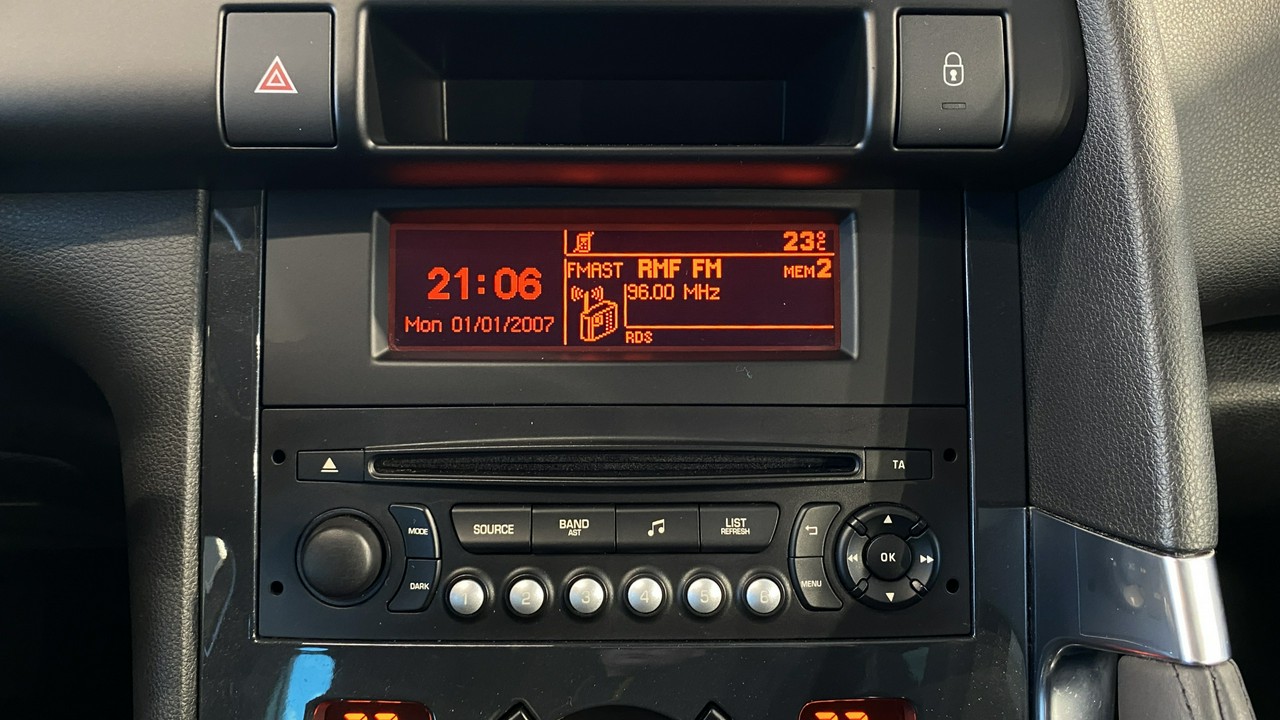 23°C
FMAST RMF FM MEM2
21:06
96.00 MHz
Mon 01/01/2007
RDS
TA
MODE
SOURCE
BAND
AST
LIST
REFRESH
OK
DARK
MENU
1 2 3 4 5 6